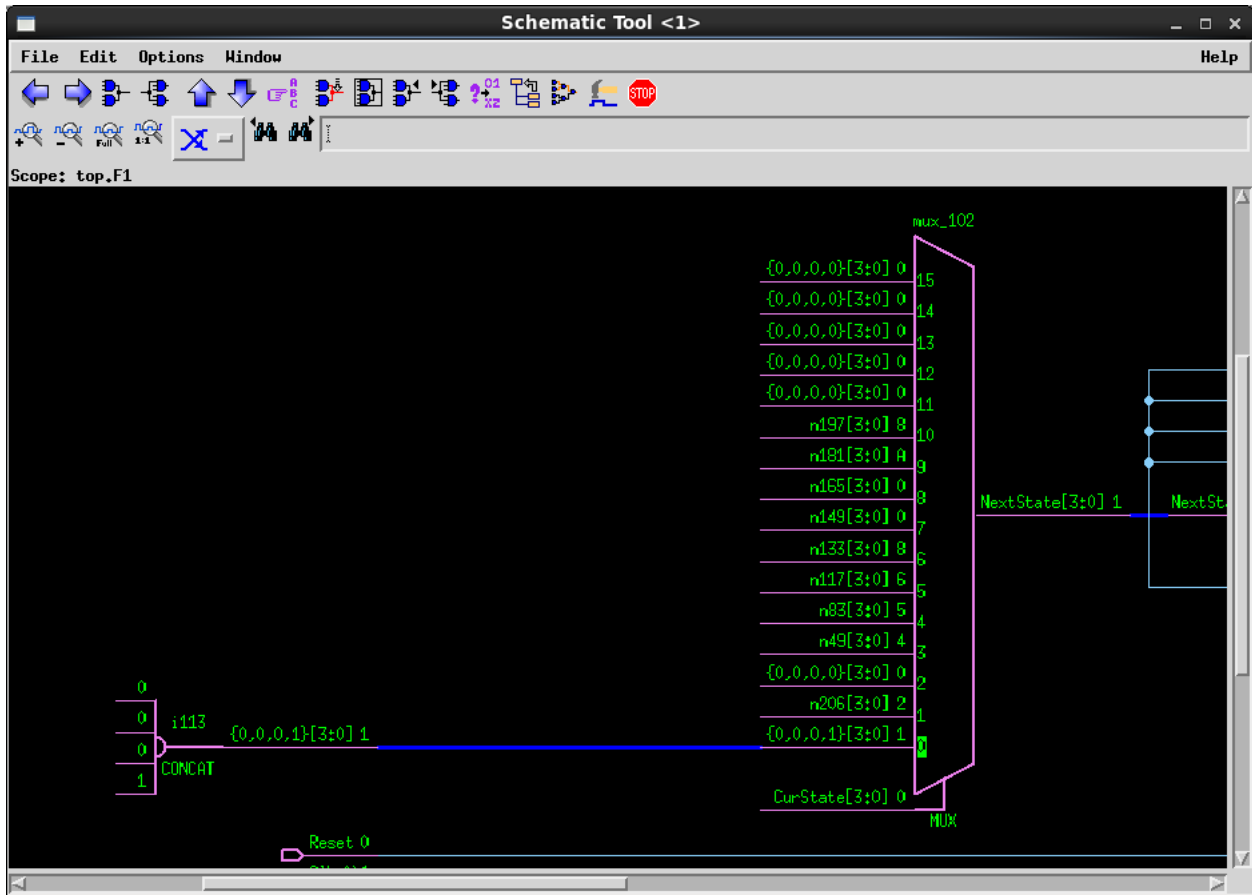 Schematic Tool <1>
File Edit Options Window Help
A
B
C
?
01
XZ
STOP
+
-
Full
1:1
Scope: top.F1
mux_102
{0,0,0,0}[3:0] 0
15
{0,0,0,0}[3:0] 0
14
{0,0,0,0}[3:0] 0
13
{0,0,0,0}[3:0] 0
12
{0,0,0,0}[3:0] 0
11
n197[3:0] 8
10
n181[3:0] A
9
n165[3:0] 0
8
NextState[3:0] 1
NextSt
n149[3:0] 0
7
n133[3:0] 8
6
n117[3:0] 6
5
n83[3:0] 5
4
n49[3:0] 4
3
{0,0,0,0}[3:0] 0
2
n206[3:0] 2
1
{0,0,0,1}[3:0] 1
0
0
0
i113
{0,0,0,1}[3:0] 1
0
CONCAT
1
CurState[3:0] 0
MUX
Reset 0